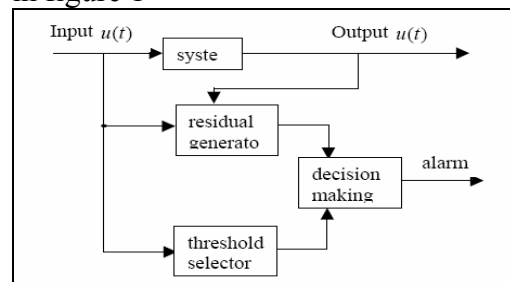 in figure 1
Input u(t)
Output u(t)
syste
residual
generato
decision
making
alarm
threshold
selector